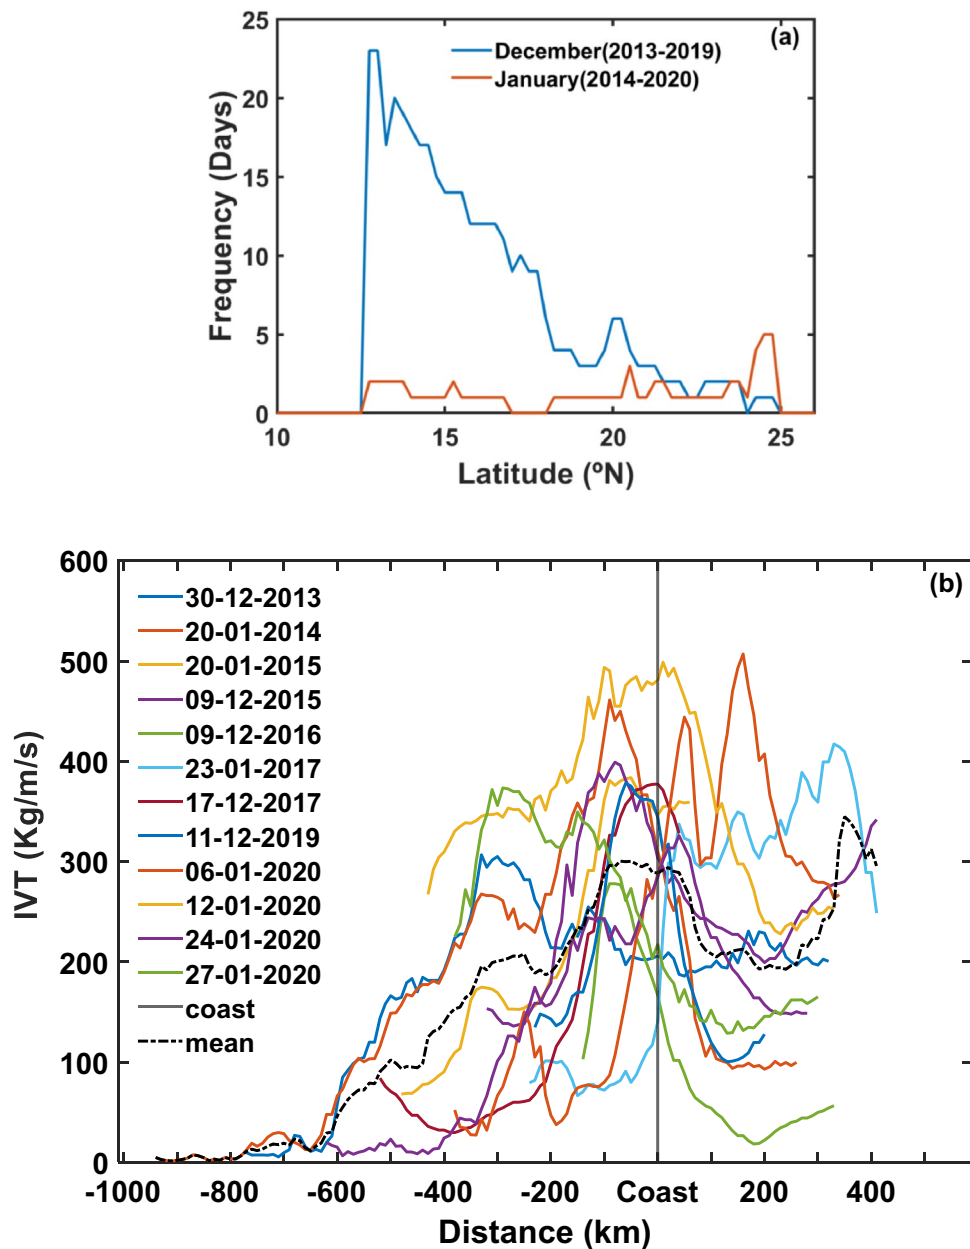 (a)
December(2013-2019)
January(2014-2020)
25
20
15
10
5
0
Frequency (Days)
10 15 20 25
Latitude (ºN)
(b)
600
500
400
300
200
100
0
IVT (Kg/m/s)
30-12-2013
20-01-2014
20-01-2015
09-12-2015
09-12-2016
23-01-2017
17-12-2017
11-12-2019
06-01-2020
12-01-2020
24-01-2020
27-01-2020
coast
mean
-1000 -800 -600 -400 -200 Coast 200 400
Distance (km)